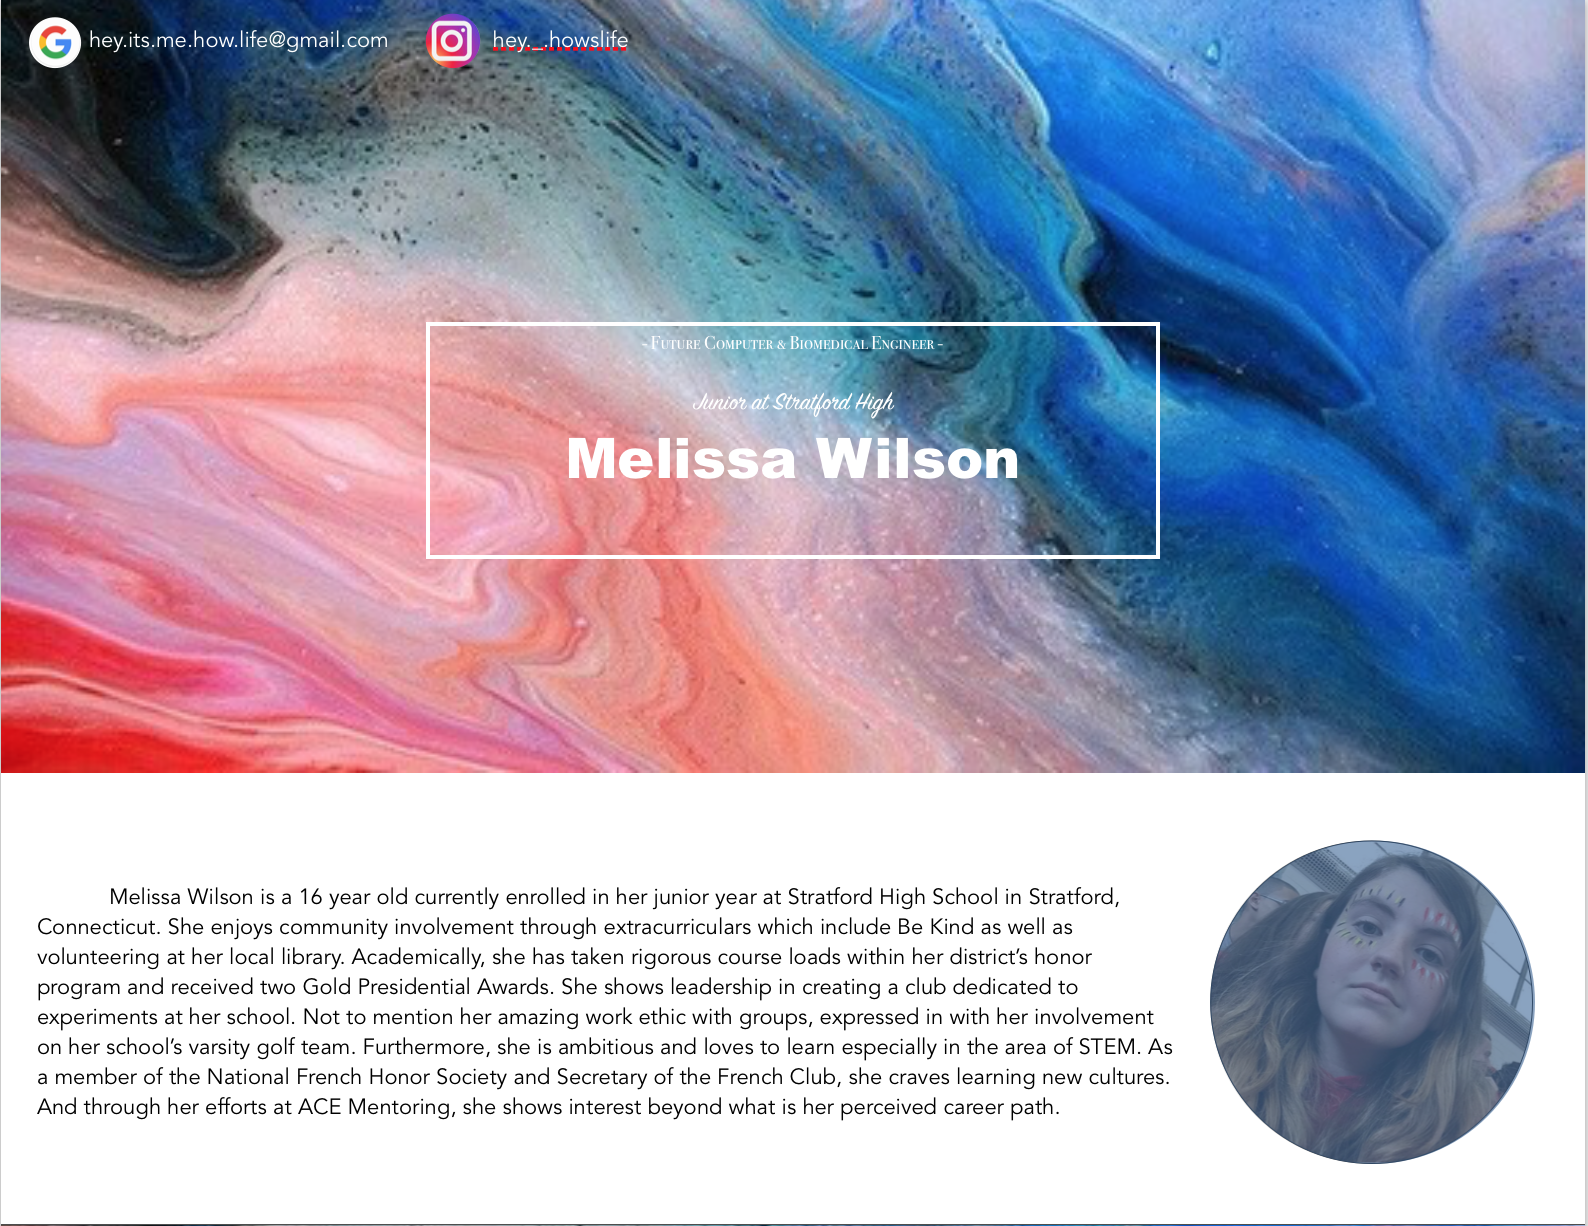 hey.its.me.how.life@gmail.com hey._.howslife
- Future Computer & Biomedical Engineer -
Junior at Stratford High
Melissa Wilson
Melissa Wilson is a 16 year old currently enrolled in her junior year at Stratford High School in Stratford,
Connecticut. She enjoys community involvement through extracurriculars which include Be Kind as well as
volunteering at her local library. Academically, she has taken rigorous course loads within her district’s honor
program and received two Gold Presidential Awards. She shows leadership in creating a club dedicated to
experiments at her school. Not to mention her amazing work ethic with groups, expressed in with her involvement
on her school’s varsity golf team. Furthermore, she is ambitious and loves to learn especially in the area of STEM. As
a member of the National French Honor Society and Secretary of the French Club, she craves learning new cultures.
And through her efforts at ACE Mentoring, she shows interest beyond what is her perceived career path.